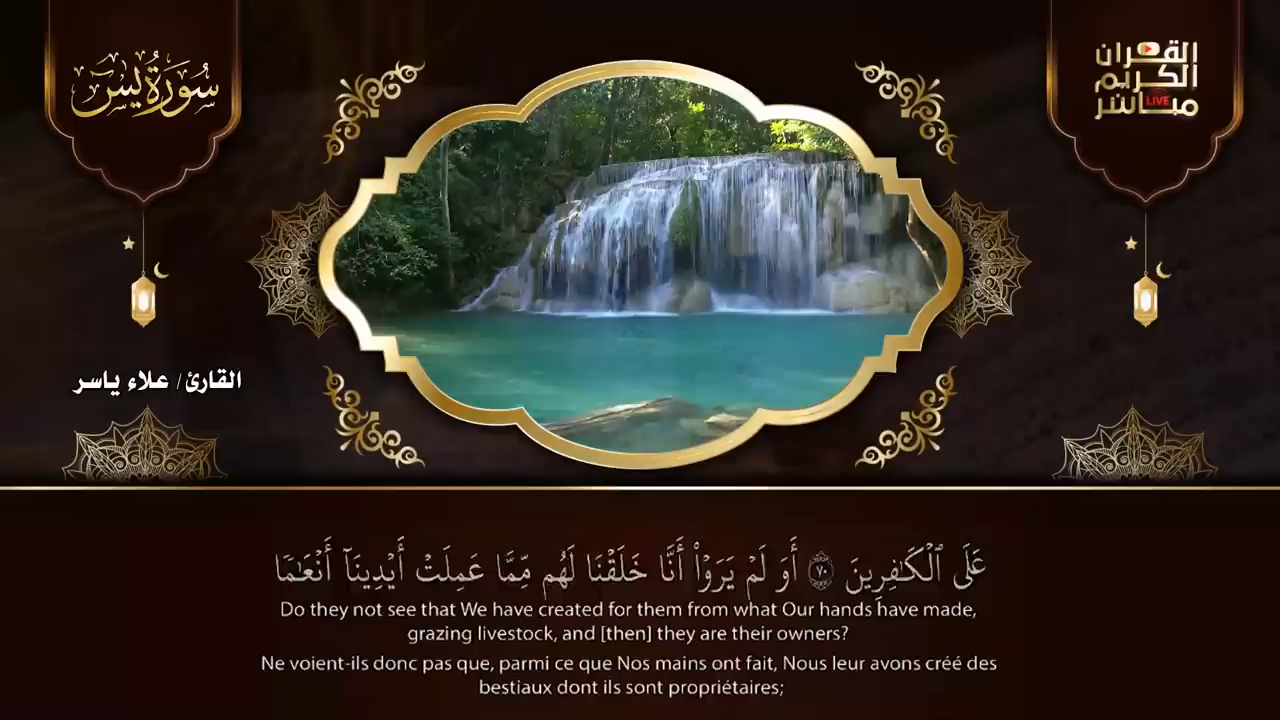 سُورَةُ يسٓ
القرآن
الكريم
مباشر
LIVE
القارئ/ علاء ياسر
عَلَى ٱلْكَـٰفِرِينَ ٧٠ أَوَ لَمْ يَرَوْا۟ أَنَّا خَلَقْنَا لَهُم مِّمَّا عَمِلَتْ أَيْدِينَآ أَنْعَـٰمًا
Do they not see that We have created for them from what Our hands have made,
grazing livestock, and [then] they are their owners?
Ne voient-ils donc pas que, parmi ce que Nos mains ont fait, Nous leur avons créé des
bestiaux dont ils sont propriétaires;